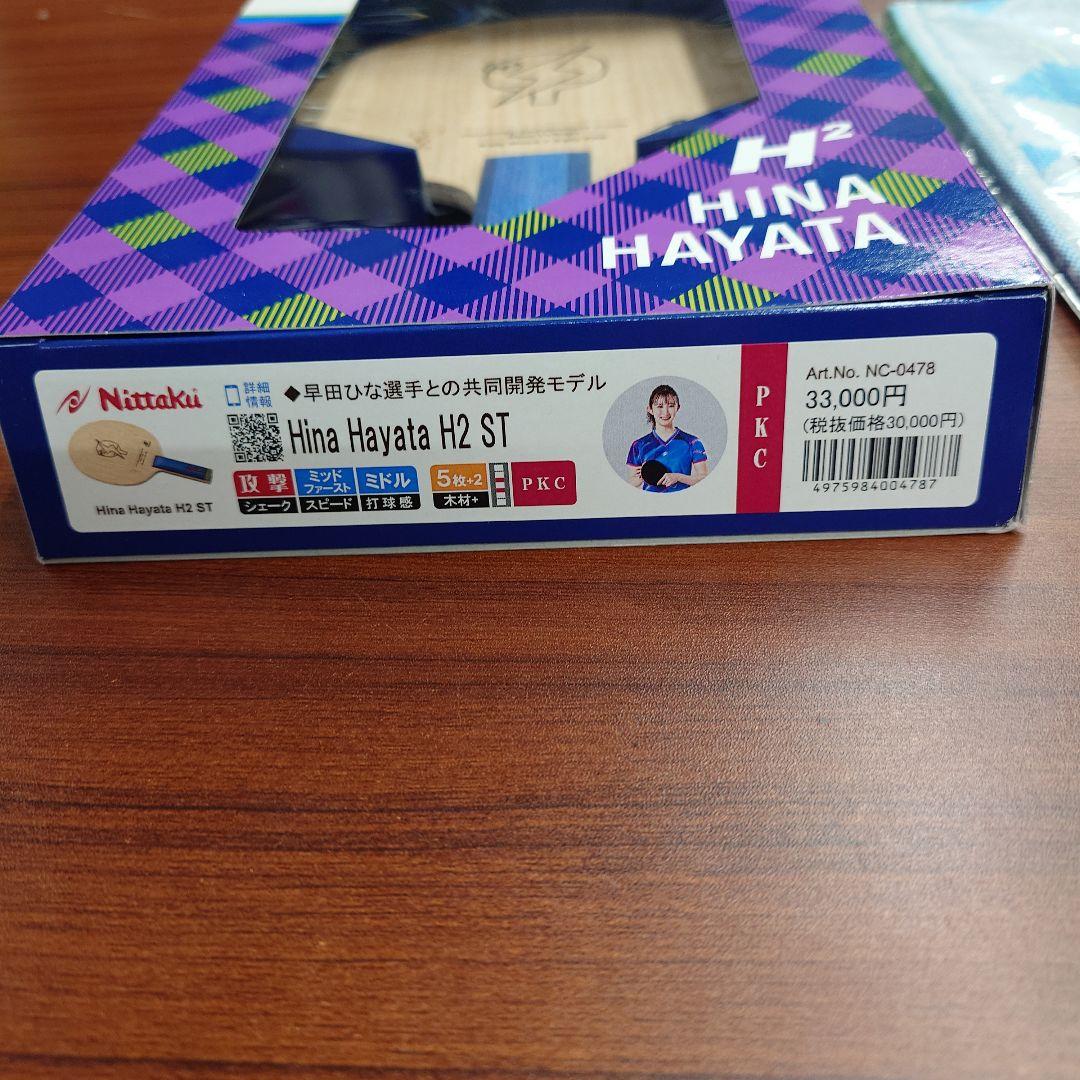 H²
HINA
HAYATA
Nittaku
詳細
情報
◆早田ひな選手との共同開発モデル
Hina Hayata H2 ST
攻撃
ミッド
ファースト
ミドル
5枚+2
シェーク
スピード
打球感
木材+
PKC
Hina Hayata H2 ST
PKC
Art.No. NC-0478
33,000円
(税抜価格30,000円)
4975984004787